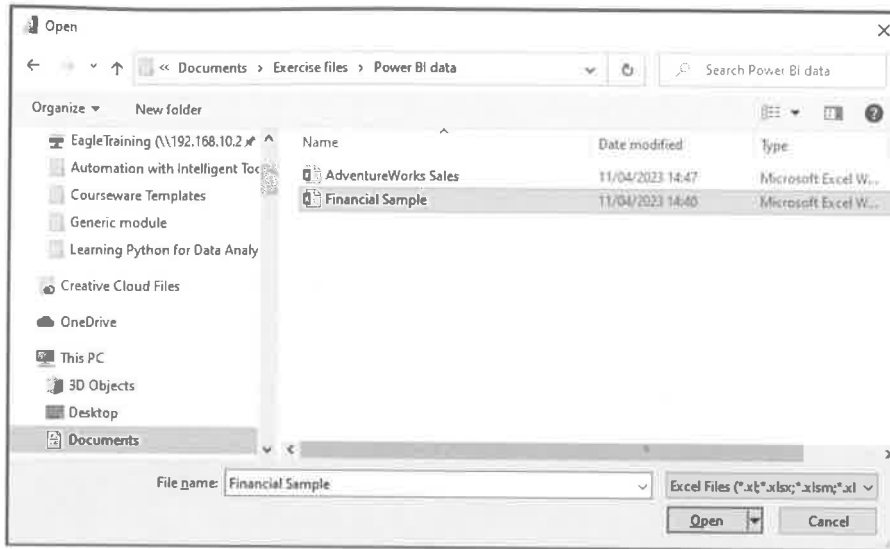 Open
« Documents > Exercise files > Power BI data
Search Power BI data
Organize
New folder
EagleTraining (\\192.168.10.2
Automation with Intelligent Toc
Courseware Templates
Generic module
Learning Python for Data Analy
Creative Cloud Files
OneDrive
This PC
3D Objects
Desktop
Documents
Name Date modified Type
AdventureWorks Sales 11/04/2023 14:47 Microsoft Excel W...
Financial Sample 11/04/2023 14:46 Microsoft Excel W...
File name: Financial Sample
Excel Files (*.xl;*.xlsx;*.xlsm;*.xl
Open Cancel